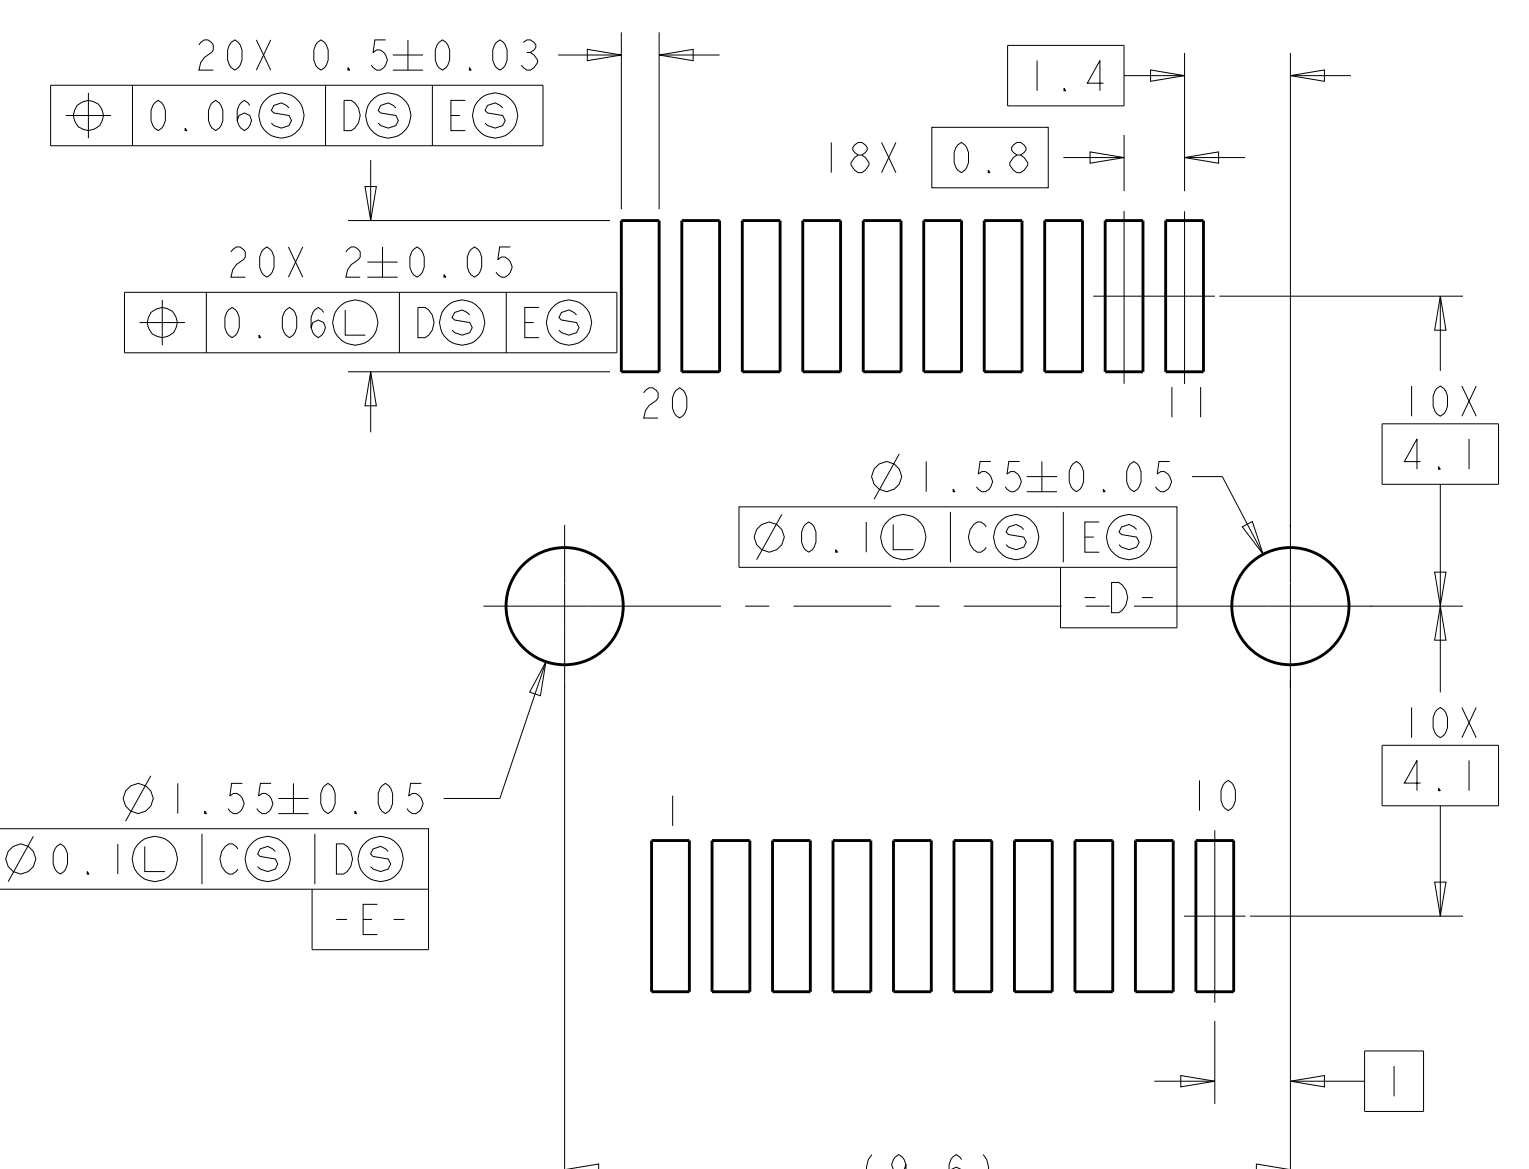 20X 0.5±0.03
⌖ 0.06Ⓢ DⓈ EⓈ
1.4
18X 0.8
20X 2±0.05
⌖ 0.06Ⓛ DⓈ EⓈ
20
11
10X
4.1
Ø1.55±0.05
Ø0.1Ⓛ CⓈ EⓈ
-D-
10X
4.1
Ø1.55±0.05
Ø0.1Ⓛ CⓈ DⓈ
-E-
1
10
1